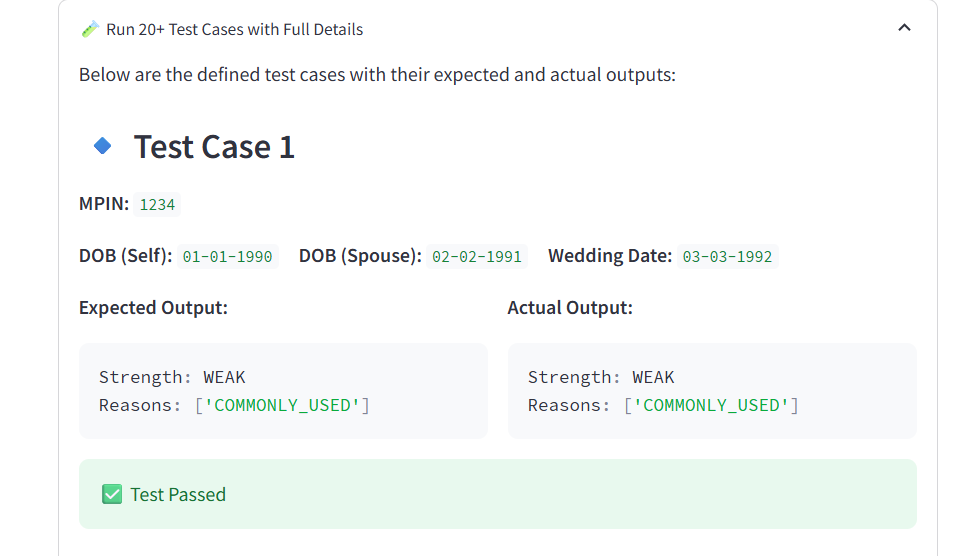 Run 20+ Test Cases with Full Details
Below are the defined test cases with their expected and actual outputs:
Test Case 1
MPIN: 1234
DOB (Self): 01-01-1990 DOB (Spouse): 02-02-1991 Wedding Date: 03-03-1992
Expected Output: Actual Output:
Strength: WEAK Strength: WEAK
Reasons: ['COMMONLY_USED'] Reasons: ['COMMONLY_USED']
Test Passed